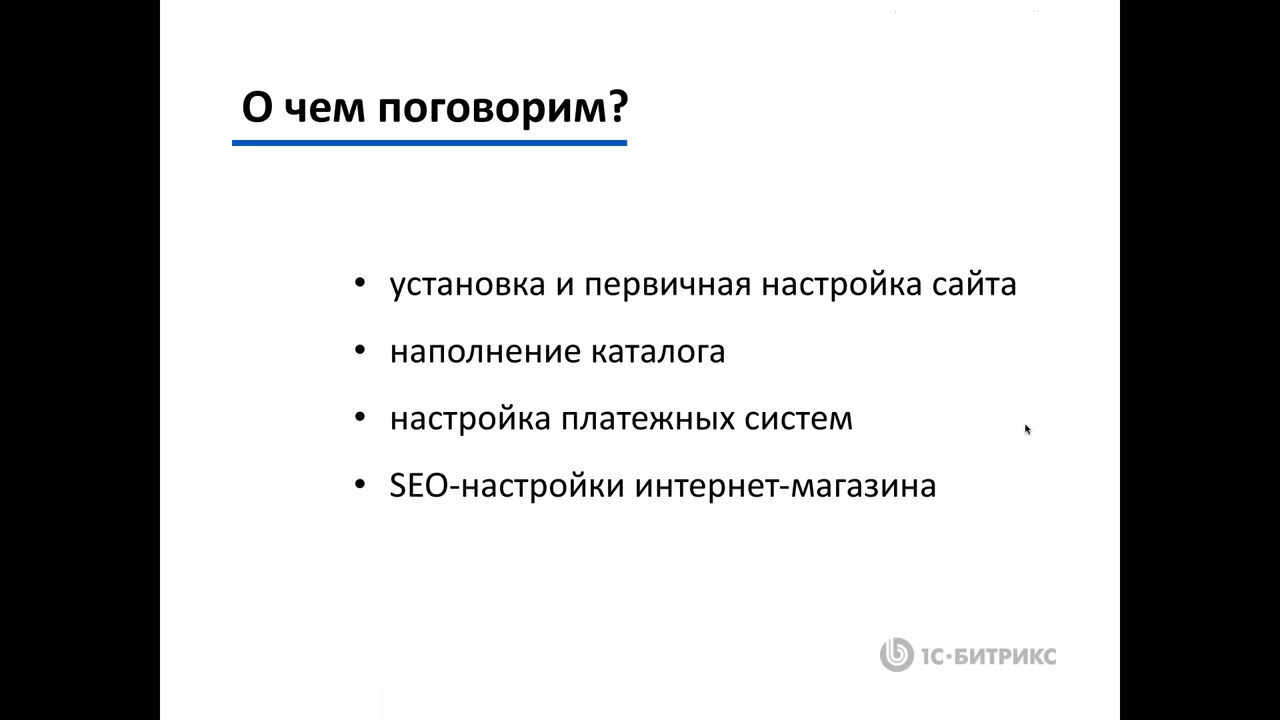 О чем поговорим?
• установка и первичная настройка сайта
• наполнение каталога
• настройка платежных систем
• SEO-настройки интернет-магазина
1С·БИТРИКС